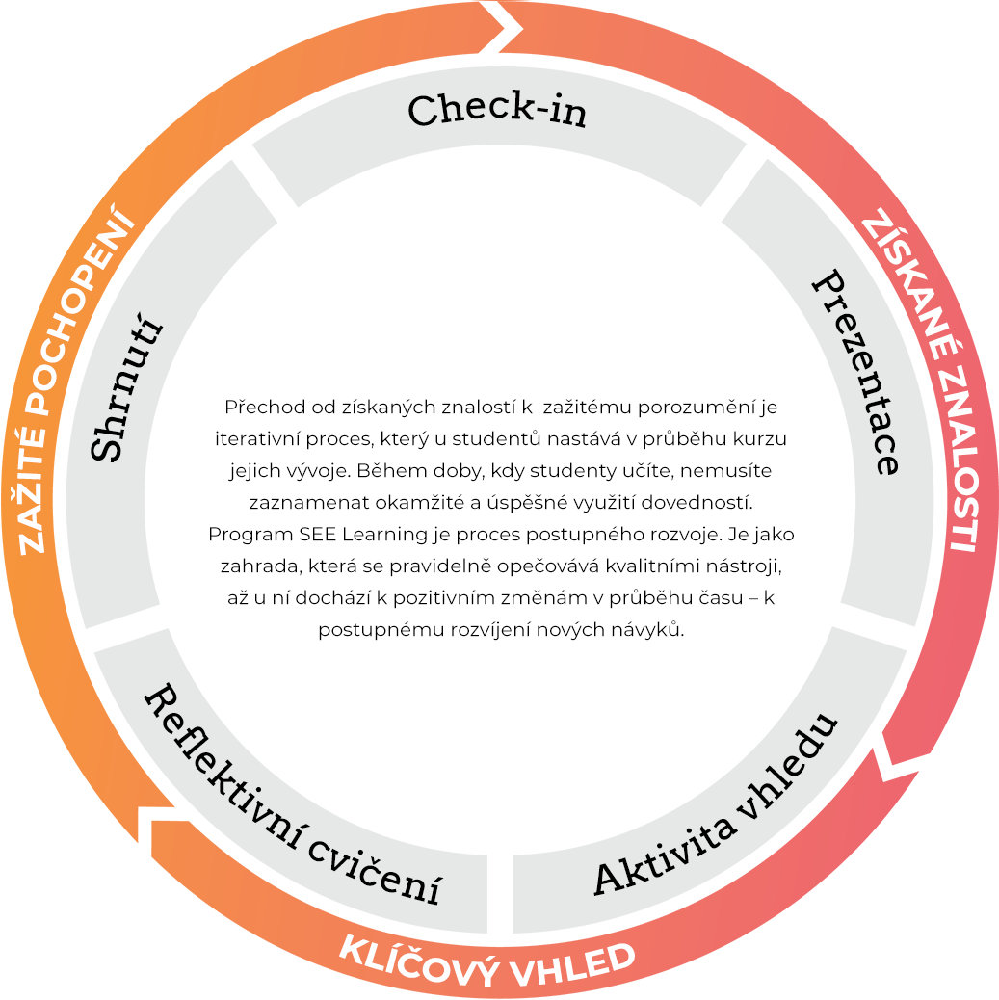 Check-in
ZÍSKANÉ ZNALOSTI
Prezentace
Aktivita vhledu
KLÍČOVÝ VHLED
Reflektivní cvičení
Shrnutí
ZAŽITÉ POCHOPENÍ
Přechod od získaných znalostí k  zažitému porozumění je
iterativní proces, který u studentů nastává v průběhu kurzu
jejich vývoje. Během doby, kdy studenty učíte, nemusíte
zaznamenat okamžité a úspěšné využití dovedností.
Program SEE Learning je proces postupného rozvoje. Je jako
zahrada, která se pravidelně opečovává kvalitními nástroji,
až u ní dochází k pozitivním změnám v průběhu času – k
postupnému rozvíjení nových návyků.